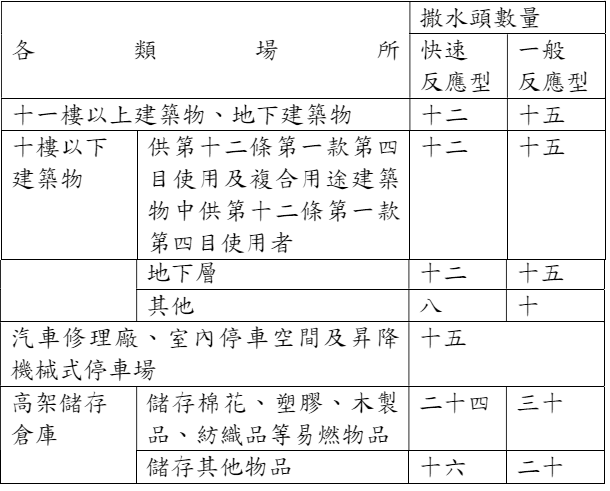 各類場所 撒水頭數量
快速反應型 一般反應型
十一樓以上建築物、地下建築物 十二 十五
十樓以下建築物 供第十二條第一款第四 十二 十五
目使用及複合用途建築
物中供第十二條第一款
第四目使用者
地下層 十二 十五
其他 八 十
汽車修理廠、室內停車空間及昇降 十五
機械式停車場
高架儲存倉庫 儲存棉花、塑膠、木製 二十四 三十
品、紡織品等易燃物品
儲存其他物品 十六 二十